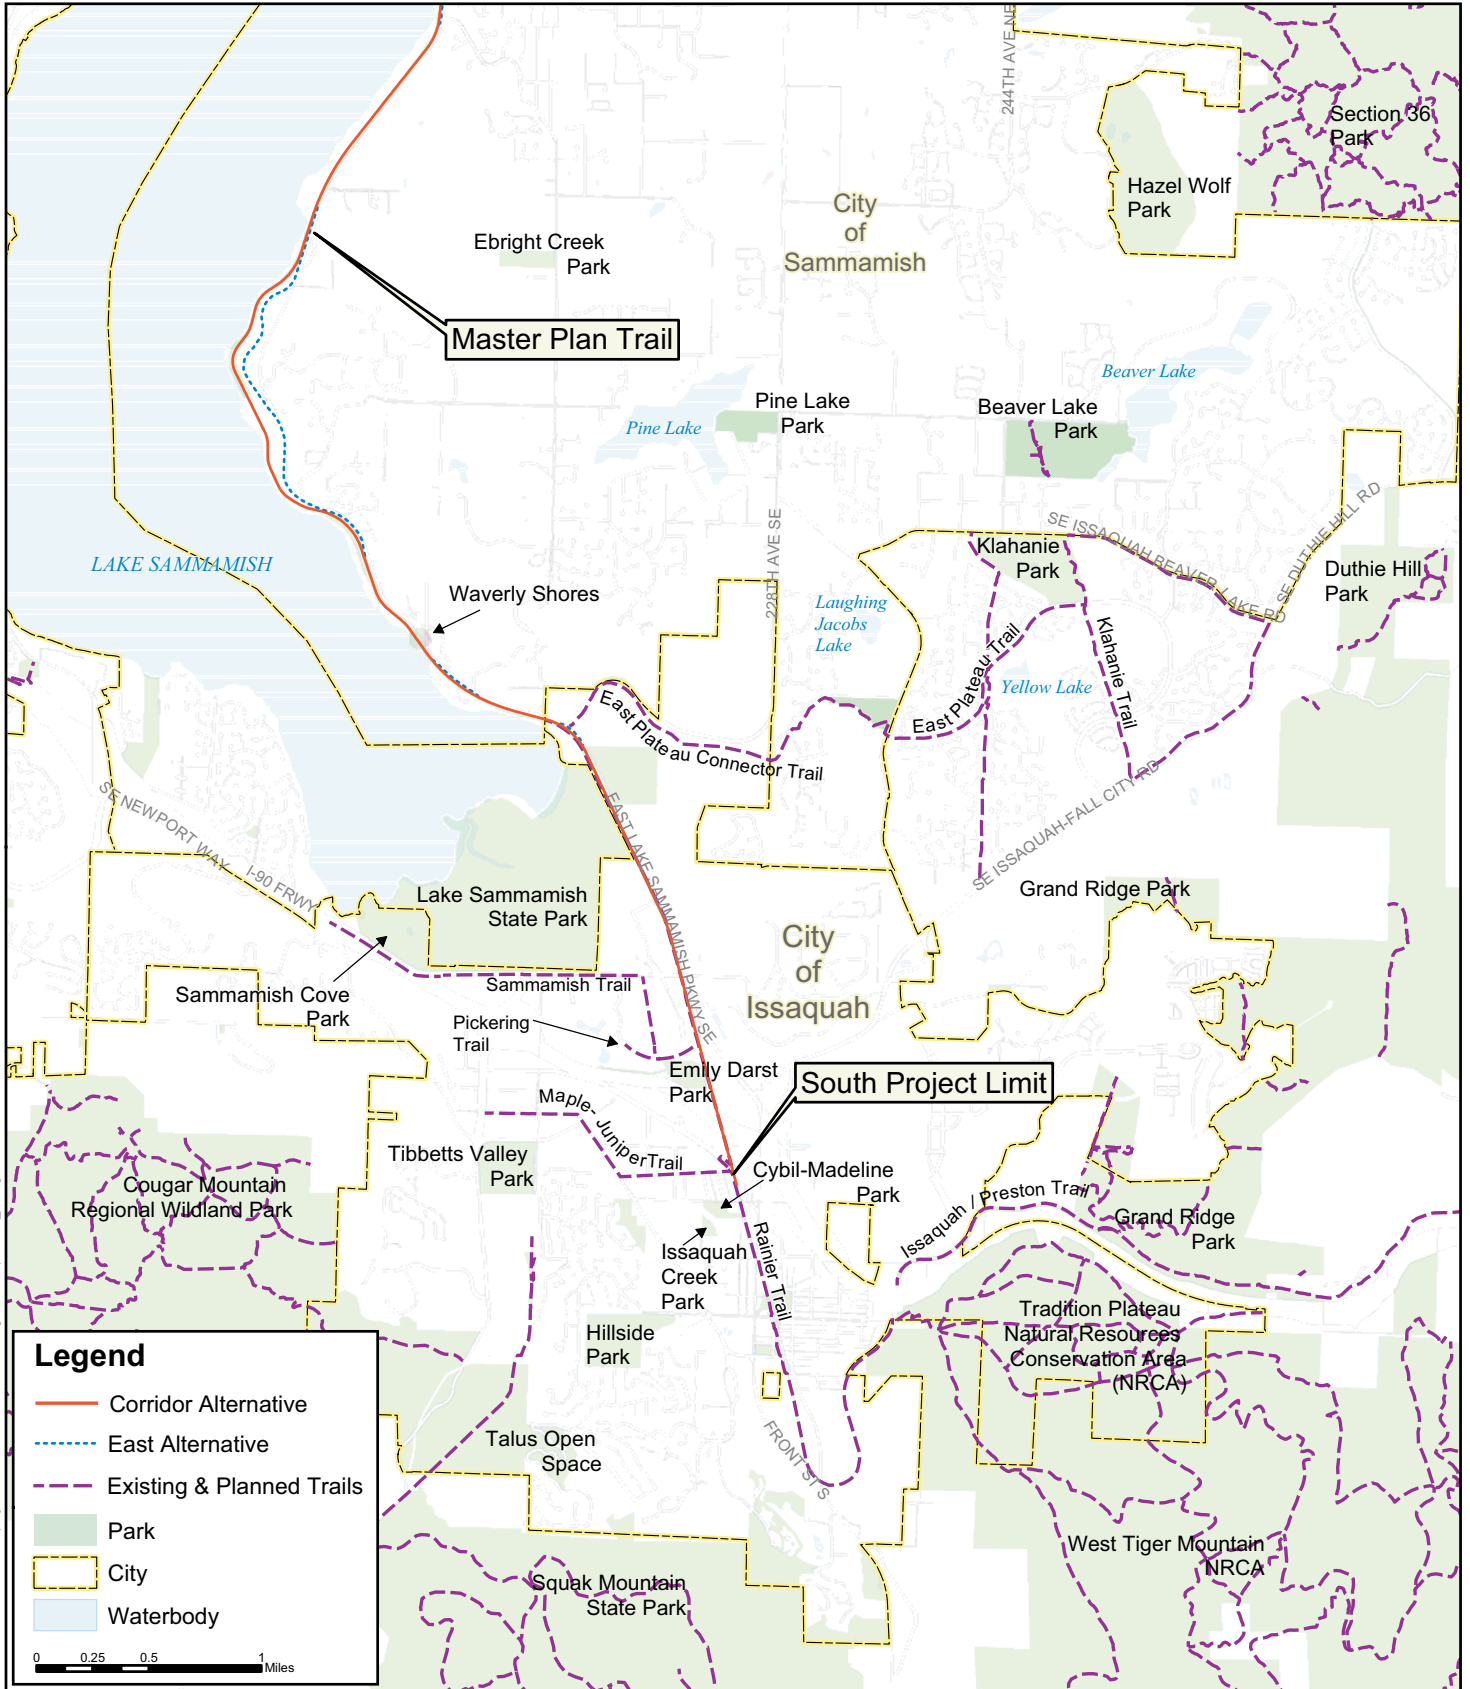 244TH AVE NE
Section 36
Park
Hazel Wolf
Park
City
of
Sammamish
Ebright Creek
Park
Master Plan Trail
Beaver Lake
Pine Lake
Park
Beaver Lake
Park
Pine Lake
228TH AVE SE
SE ISSAQUAH BEAVER LAKE RD
SE DUTHIE HILL RD
Klahanie
Park
Duthie Hill
Park
LAKE SAMMAMISH
Waverly Shores
Laughing
Jacobs
Lake
East Plateau Trail
Klahanie Trail
Yellow Lake
East Plateau Connector Trail
SE NEWPORT WAY
I-90 FRWY
EAST LAKE SAMMAMISH PKWY SE
SE ISSAQUAH-FALL CITY RD
Lake Sammamish
State Park
Grand Ridge Park
City
of
Issaquah
Sammamish Trail
Sammamish Cove
Park
Pickering
Trail
Emily Darst
Park
South Project Limit
Maple-Juniper Trail
Tibbetts Valley
Park
Cybil-Madeline
Park
Cougar Mountain
Regional Wildland Park
Issaquah / Preston Trail
Grand Ridge
Park
Issaquah
Creek
Park
Rainier Trail
Hillside
Park
Tradition Plateau
Natural Resources
Conservation Area
(NRCA)
Talus Open
Space
FRONT ST S
West Tiger Mountain
NRCA
Squak Mountain
State Park
Legend
Corridor Alternative
East Alternative
Existing & Planned Trails
Park
City
Waterbody
0 0.25 0.5 1
Miles